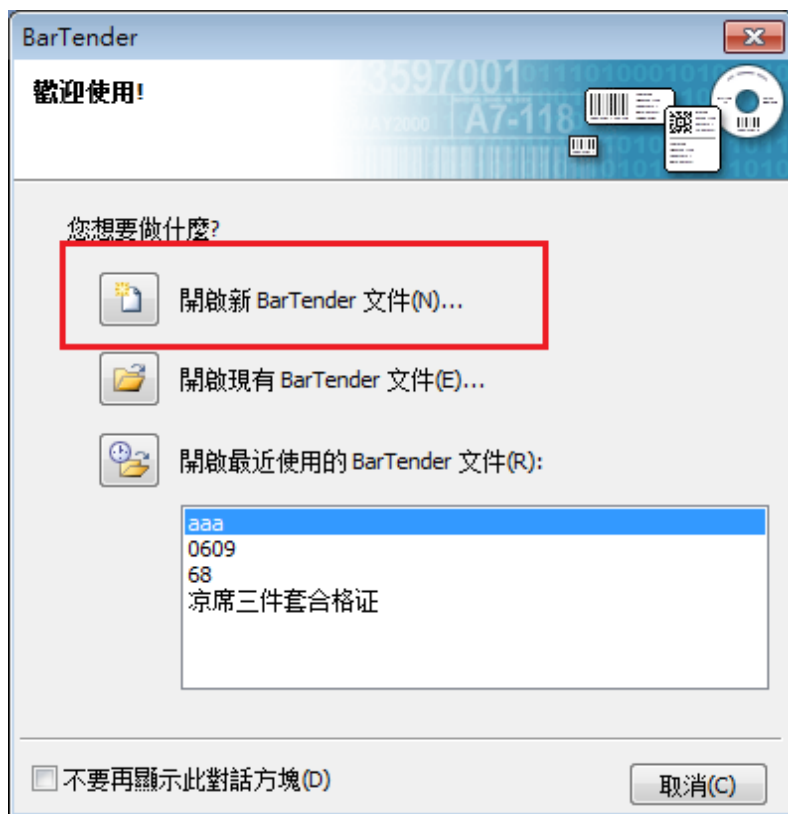 BarTender
歡迎使用!
43597001
A7-118
您想要做什麼?
開啟新 BarTender 文件(N)...
開啟現有 BarTender 文件(E)...
開啟最近使用的 BarTender 文件(R):
aaa
0609
68
凉席三件套合格证
不要再顯示此對話方塊(D)
取消(C)